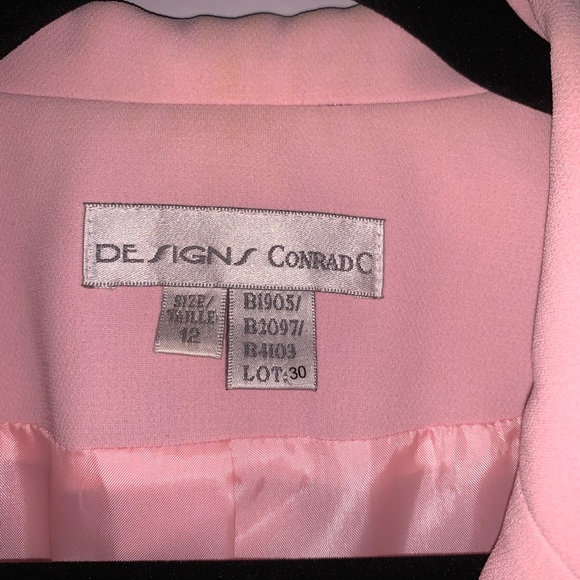 DESIGNS CONRAD C
SIZE/
TAILLE
12
B1905/
B2097/
B4103
LOT:30